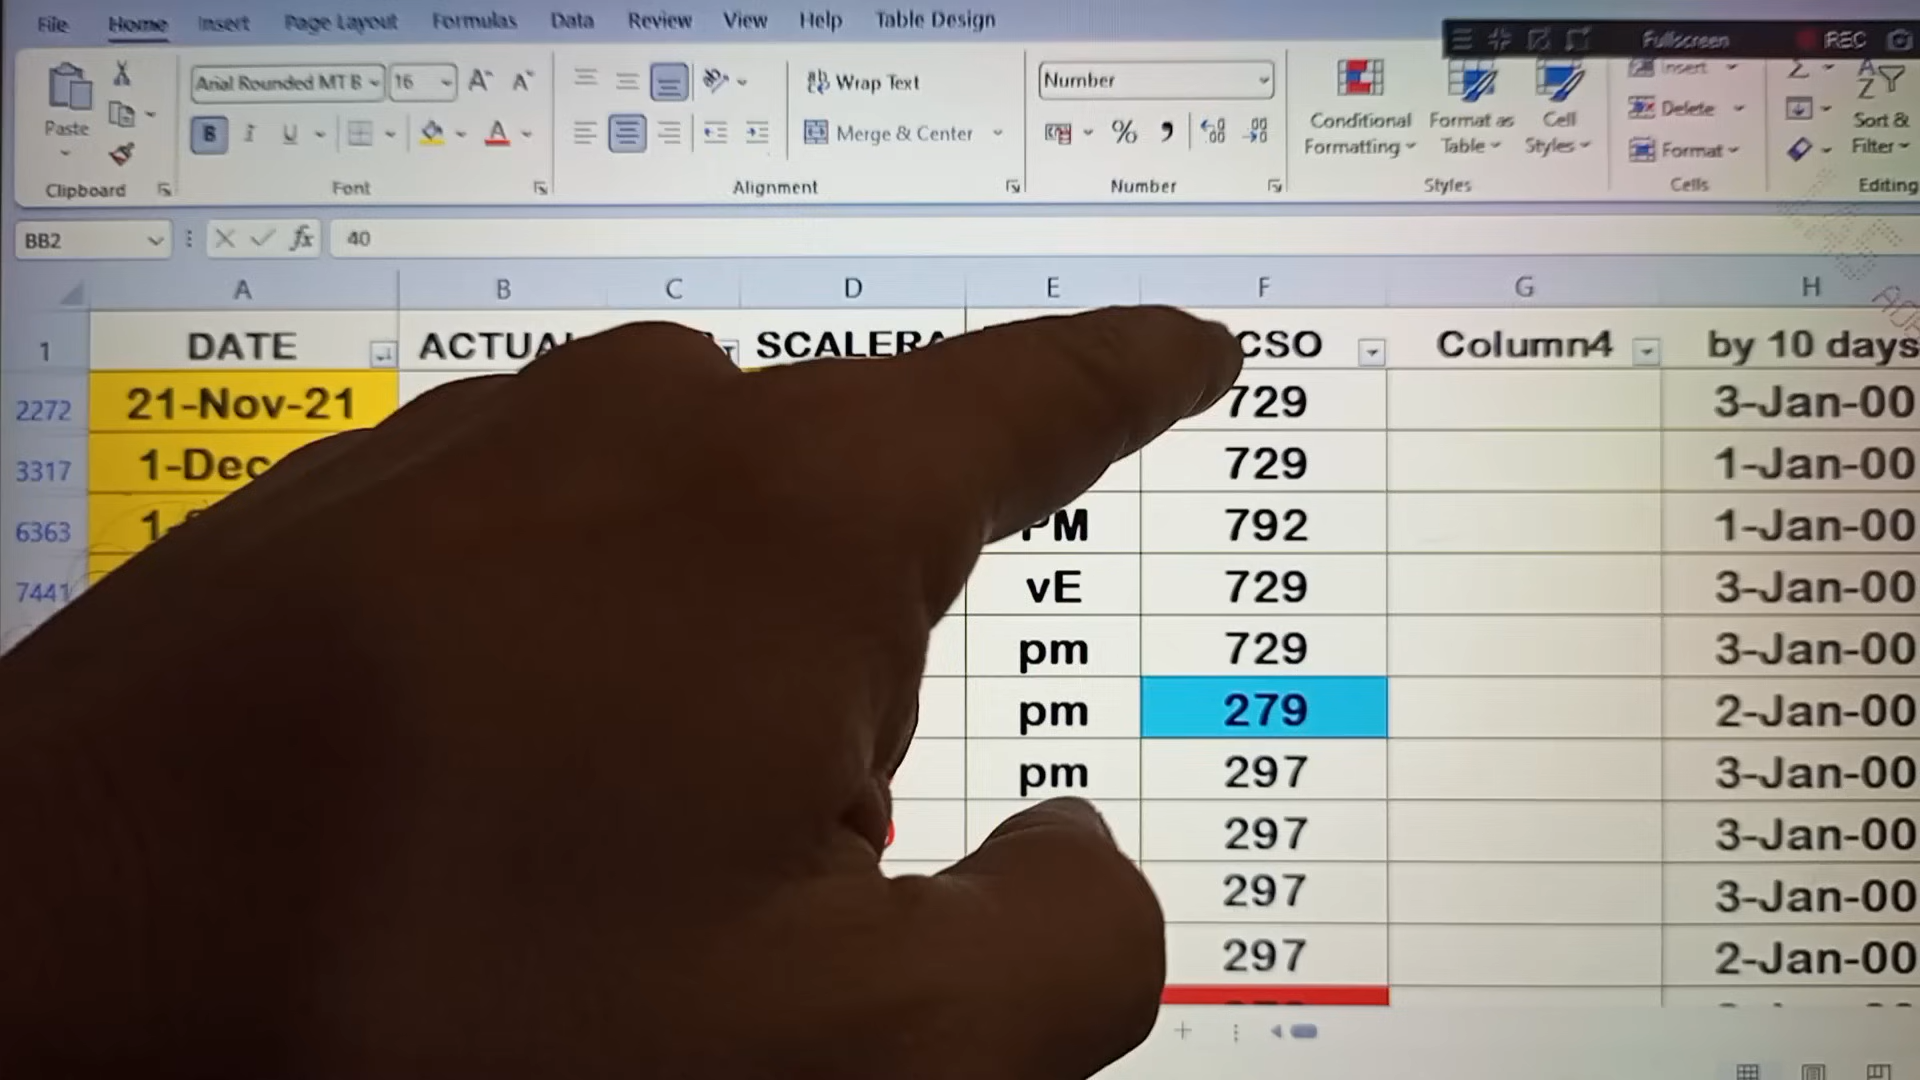 File Home Insert Page Layout Formulas Data Review View Help Table Design
Fullscreen REC
Arial Rounded MT B 16 Wrap Text Number Insert
Paste Merge & Center Conditional Formatting Format as Table Cell Styles Delete Format Sort & Filter
Clipboard Font Alignment Number Styles Cells Editing
BB2 fx 40
A B C D E F G H
1 DATE SCALERA CSO Column4 by 10 days
2272 21-Nov-21 729 3-Jan-00
3317 729 1-Jan-00
6363 PM 792 1-Jan-00
7441 vE 729 3-Jan-00
pm 729 3-Jan-00
pm 279 2-Jan-00
pm 297 3-Jan-00
297 3-Jan-00
297 3-Jan-00
297 2-Jan-00